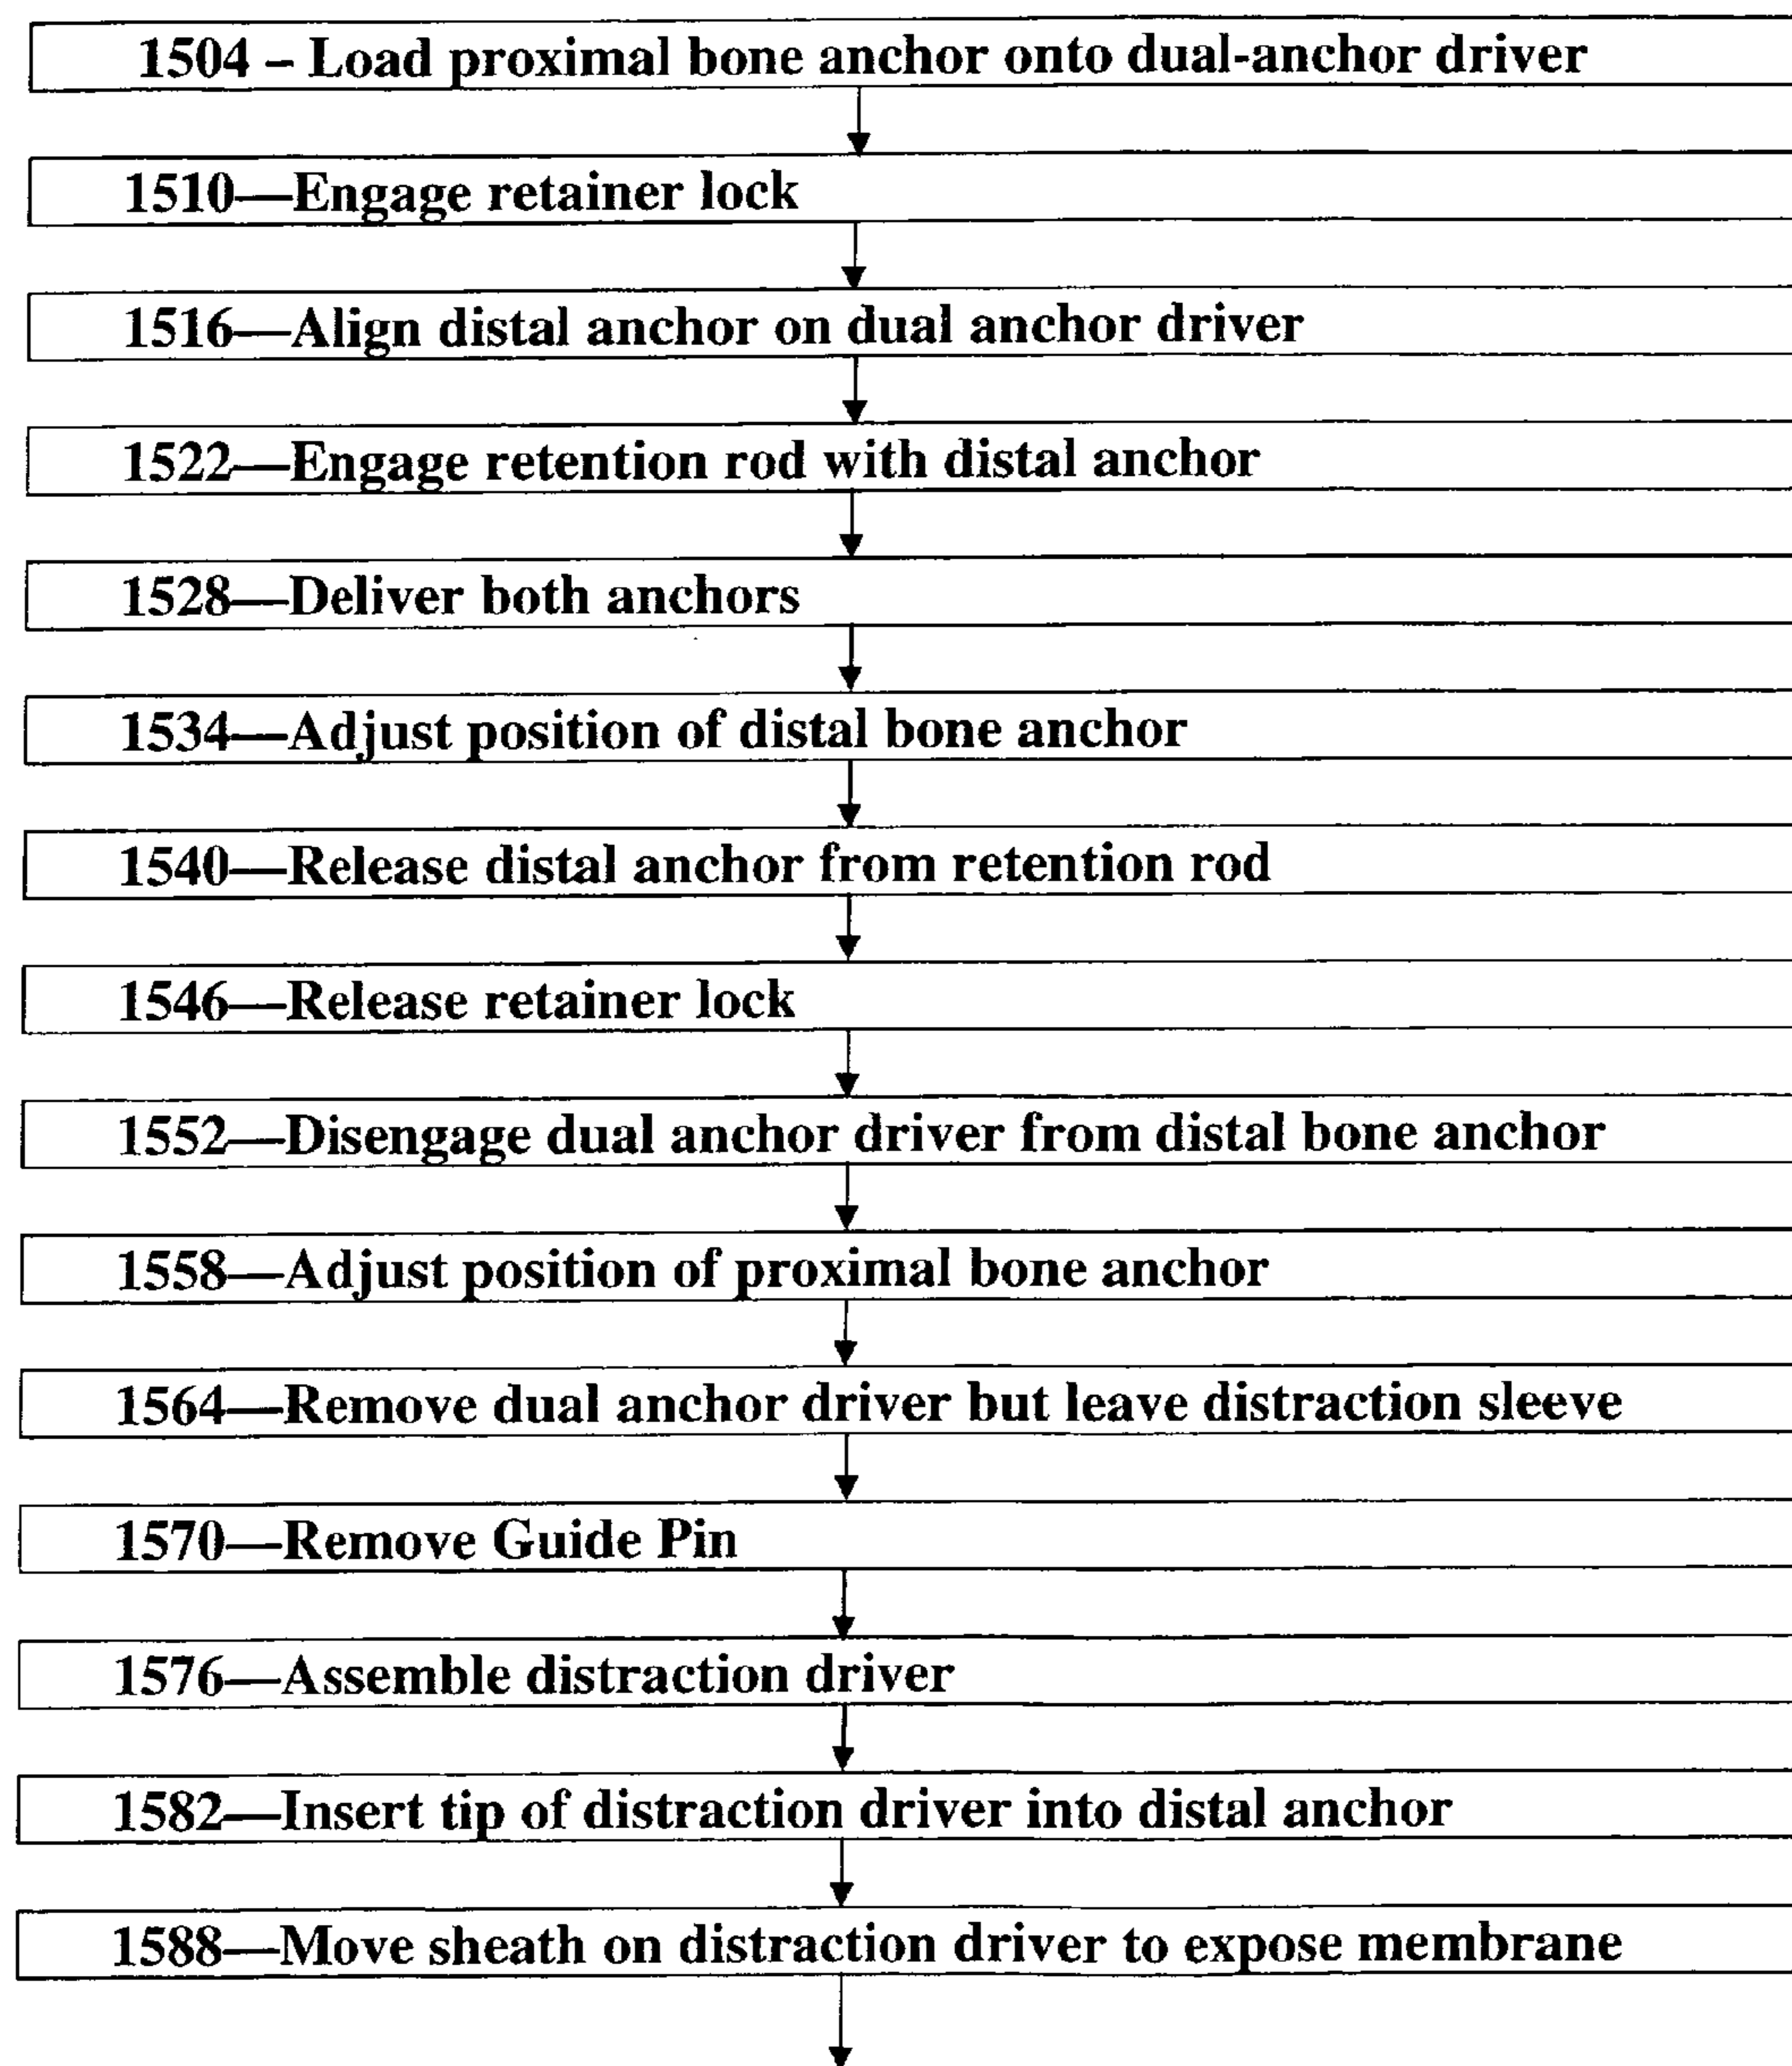 1504 – Load proximal bone anchor onto dual-anchor driver
1510—Engage retainer lock
1516—Align distal anchor on dual anchor driver
1522—Engage retention rod with distal anchor
1528—Deliver both anchors
1534—Adjust position of distal bone anchor
1540—Release distal anchor from retention rod
1546—Release retainer lock
1552—Disengage dual anchor driver from distal bone anchor
1558—Adjust position of proximal bone anchor
1564—Remove dual anchor driver but leave distraction sleeve
1570—Remove Guide Pin
1576—Assemble distraction driver
1582—Insert tip of distraction driver into distal anchor
1588—Move sheath on distraction driver to expose membrane